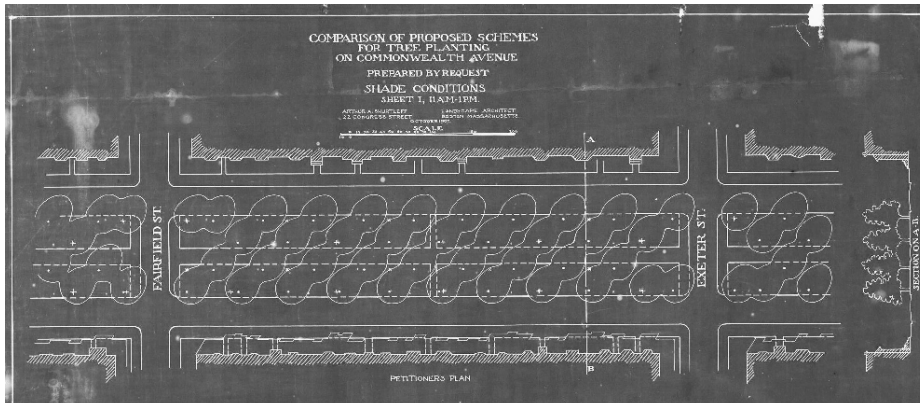 COMPARISON OF PROPOSED SCHEMES
FOR TREE PLANTING
ON COMMONWEALTH AVENUE
PREPARED BY REQUEST
SHADE CONDITIONS
SHEET 1, 11 A.M-1 P.M.
ARTHUR A. SHURTLEFF LANDSCAPE ARCHITECT
22 CONGRESS STREET BOSTON MASSACHUSETTS
OCTOBER
SCALE
A
FAIRFIELD ST.
EXETER ST.
SECTION ON A-B.
B
PETITIONERS PLAN